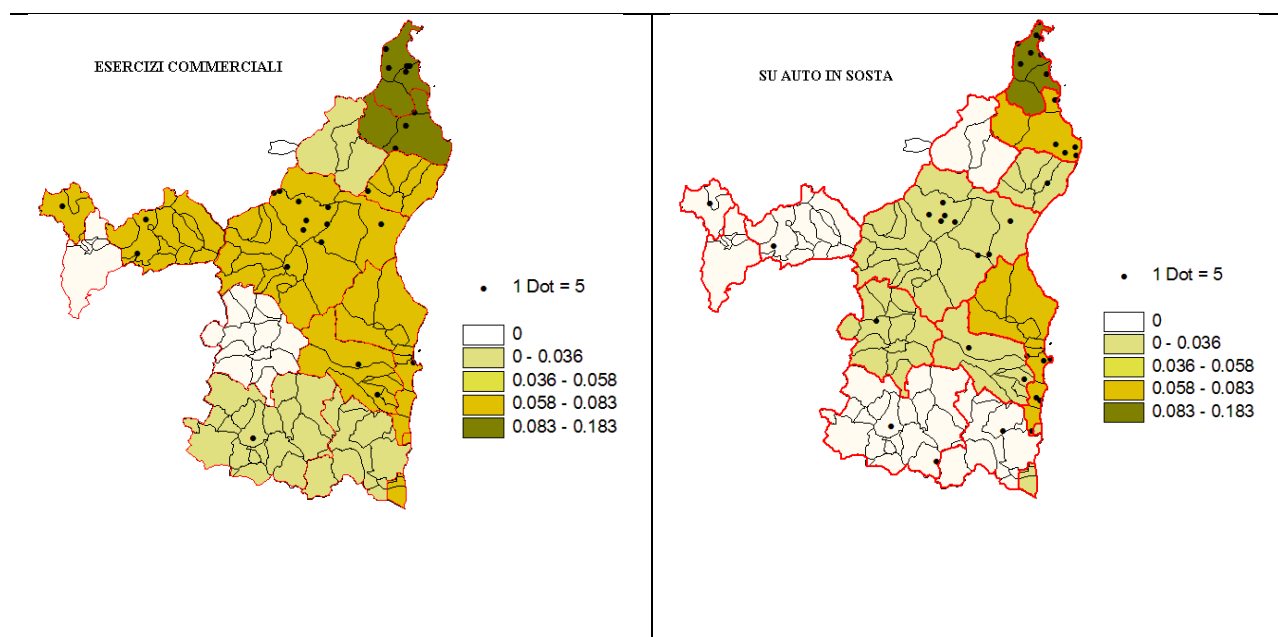 ESERCIZI COMMERCIALI
1 Dot = 5
0
0 - 0.036
0.036 - 0.058
0.058 - 0.083
0.083 - 0.183
SU AUTO IN SOSTA
1 Dot = 5
0
0 - 0.036
0.036 - 0.058
0.058 - 0.083
0.083 - 0.183